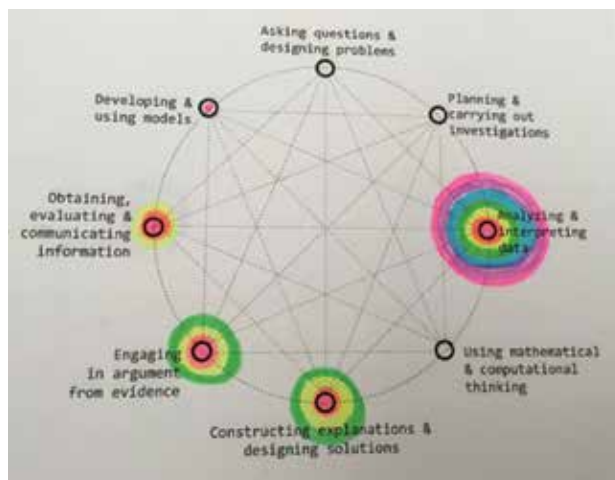 Asking questions &
designing problems
Planning &
carrying out
investigations
Analyzing &
interpreting
data
Using mathematical
& computational
thinking
Constructing explanations &
designing solutions
Engaging
in argument
from evidence
Obtaining,
evaluating &
communicating
information
Developing &
using models